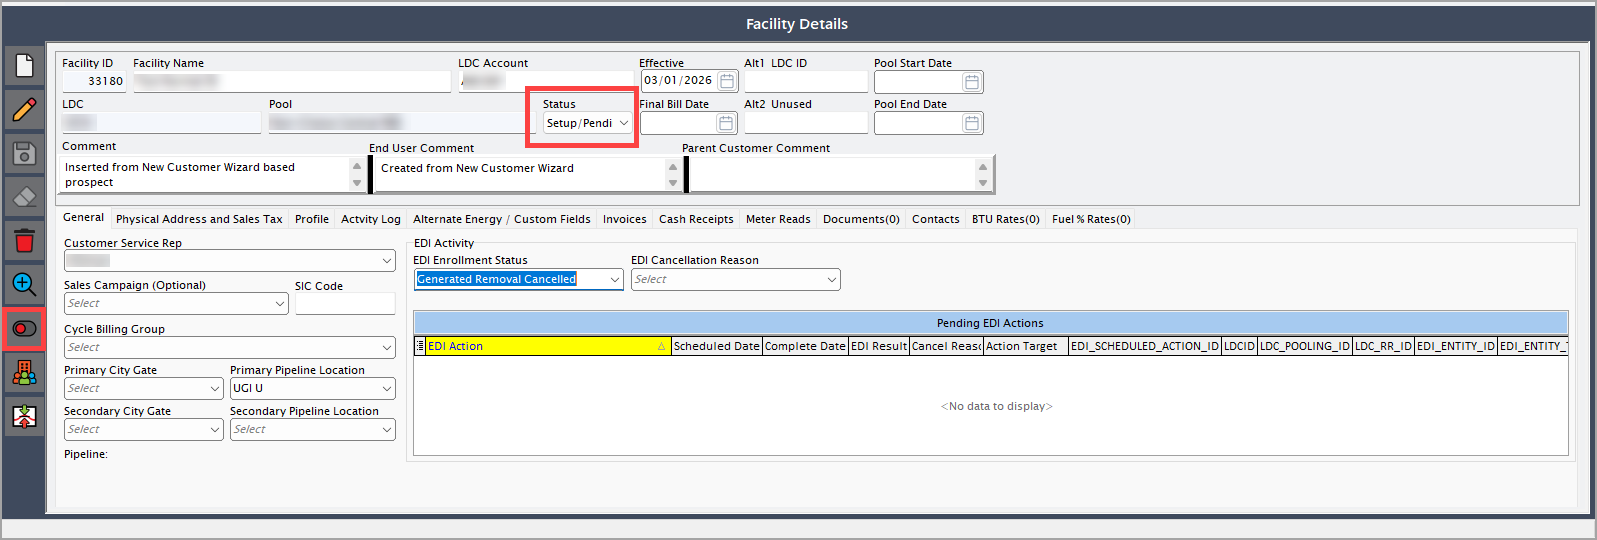 Facility Details
Facility ID Facility Name LDC Account Effective Alt1 LDC ID Pool Start Date
33180 03/01/2026
LDC Pool Status Final Bill Date Alt2 Unused Pool End Date
Setup/Pendi
Comment End User Comment Parent Customer Comment
Inserted from New Customer Wizard based
prospect
Created from New Customer Wizard
General Physical Address and Sales Tax Profile Actvity Log Alternate Energy / Custom Fields Invoices Cash Receipts Meter Reads Documents(0) Contacts BTU Rates(0) Fuel % Rates(0)
Customer Service Rep
Sales Campaign (Optional) SIC Code
Select
Cycle Billing Group
Select
Primary City Gate Primary Pipeline Location
Select UGI U
Secondary City Gate Secondary Pipeline Location
Select Select
Pipeline:
EDI Activity
EDI Enrollment Status EDI Cancellation Reason
Generated Removal Cancelled Select
Pending EDI Actions
EDI Action Scheduled Date Complete Date EDI Result Cancel Reasc Action Target EDI_SCHEDULED_ACTION_ID LDCID LDC_POOLING_ID LDC_RR_ID EDI_ENTITY_ID EDI_ENTITY_
<No data to display>